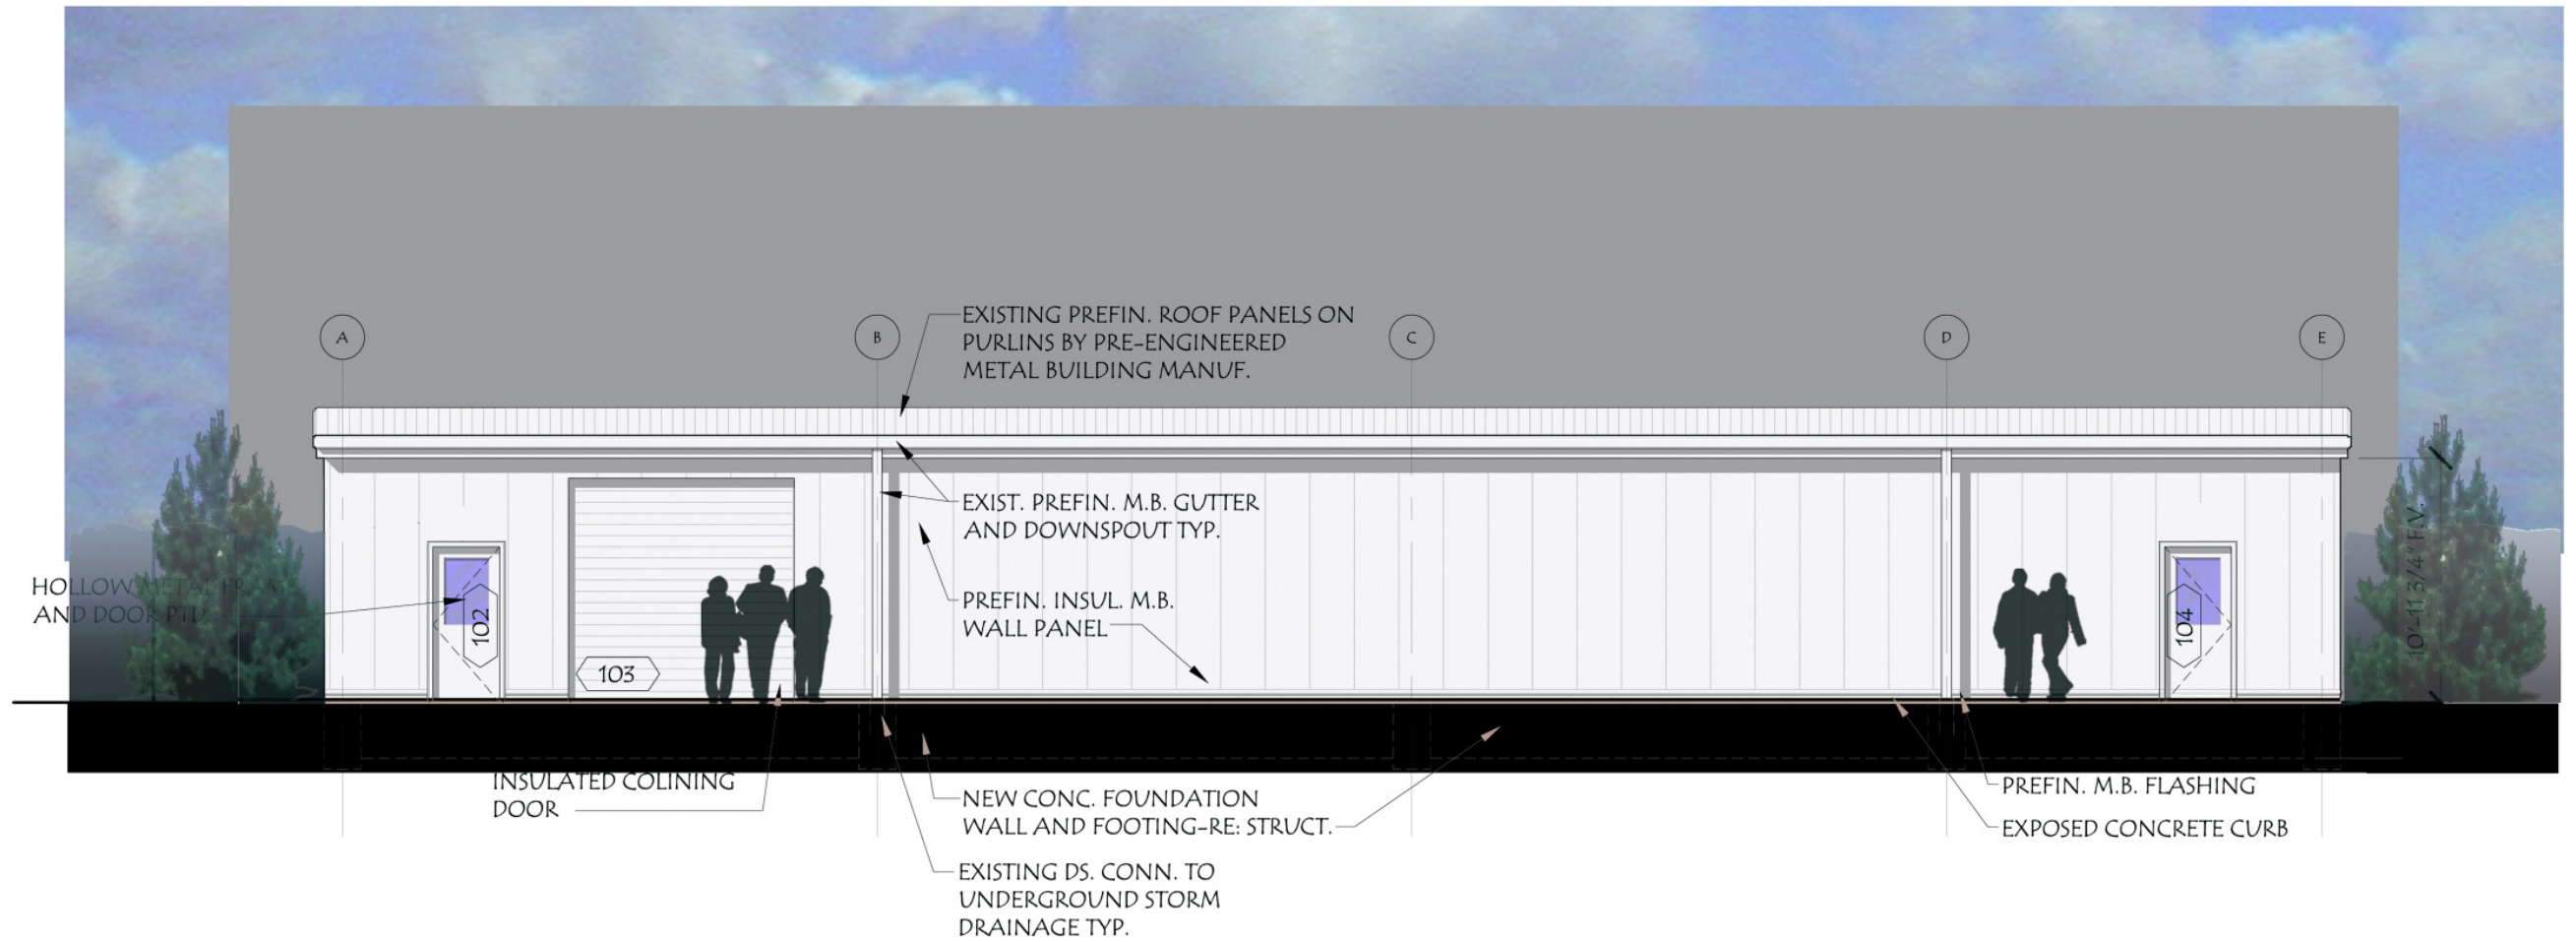 A
B
C
D
E
EXISTING PREFIN. ROOF PANELS ON
PURLINS BY PRE-ENGINEERED
METAL BUILDING MANUF.
EXIST. PREFIN. M.B. GUTTER
AND DOWNSPOUT TYP.
HOLLOW METAL FRAM
AND DOOR PTD.
PREFIN. INSUL. M.B.
WALL PANEL
102
103
104
10'-11 3/4" F.V.
INSULATED COLINING
DOOR
NEW CONC. FOUNDATION
WALL AND FOOTING-RE: STRUCT.
EXISTING DS. CONN. TO
UNDERGROUND STORM
DRAINAGE TYP.
PREFIN. M.B. FLASHING
EXPOSED CONCRETE CURB